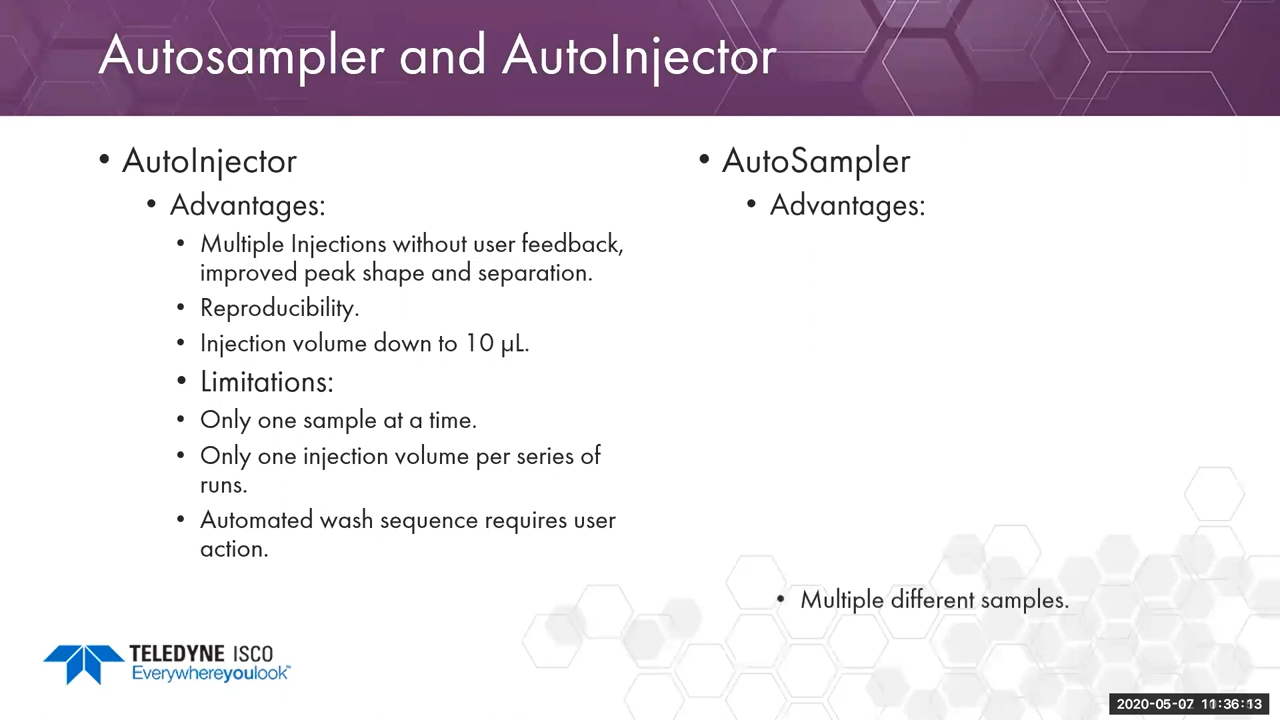 Autosampler and AutoInjector
• AutoInjector
• Advantages:
• Multiple Injections without user feedback,
improved peak shape and separation.
• Reproducibility.
• Injection volume down to 10 µL.
• Limitations:
• Only one sample at a time.
• Only one injection volume per series of
runs.
• Automated wash sequence requires user
action.
• AutoSampler
• Advantages:
• Multiple different samples.
TELEDYNE ISCO
Everywhereyoulook™
2020-05-07 11:36:13